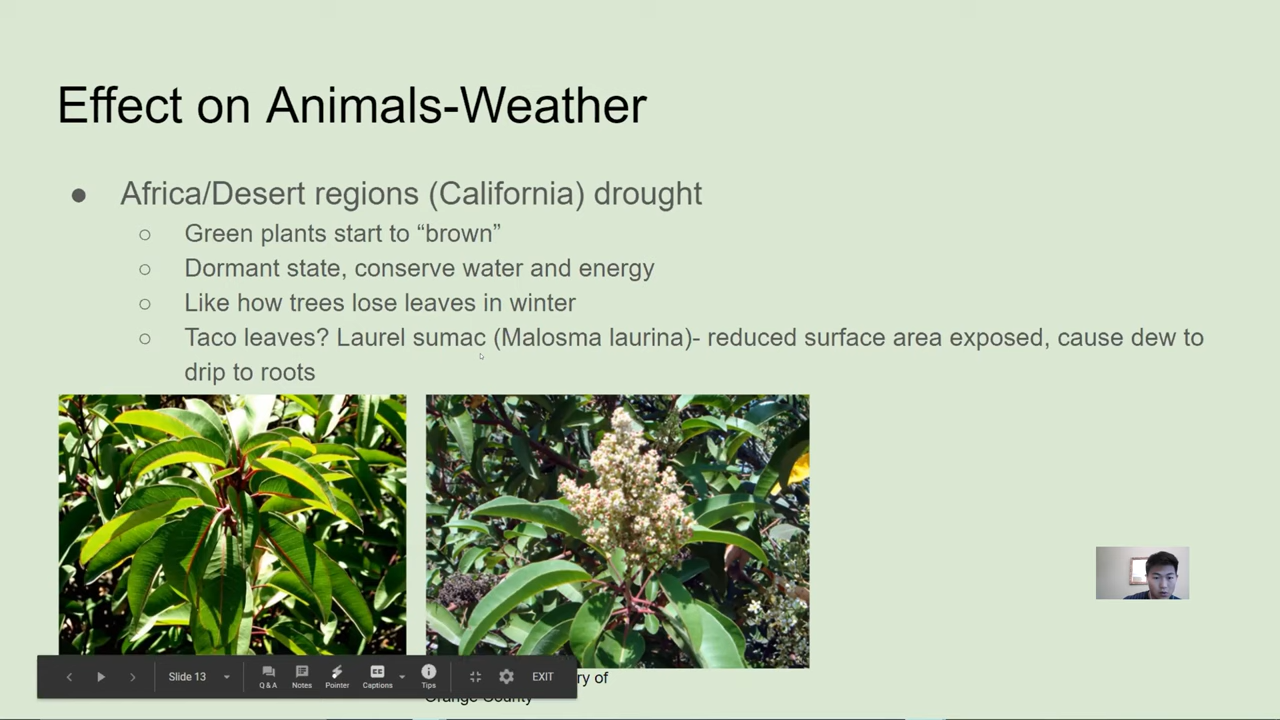 Effect on Animals-Weather
● Africa/Desert regions (California) drought
○ Green plants start to “brown”
○ Dormant state, conserve water and energy
○ Like how trees lose leaves in winter
○ Taco leaves? Laurel sumac (Malosma laurina)- reduced surface area exposed, cause dew to
drip to roots
Slide 13
Q & A
Notes
Pointer
Captions
Tips
EXIT
of
Orange County